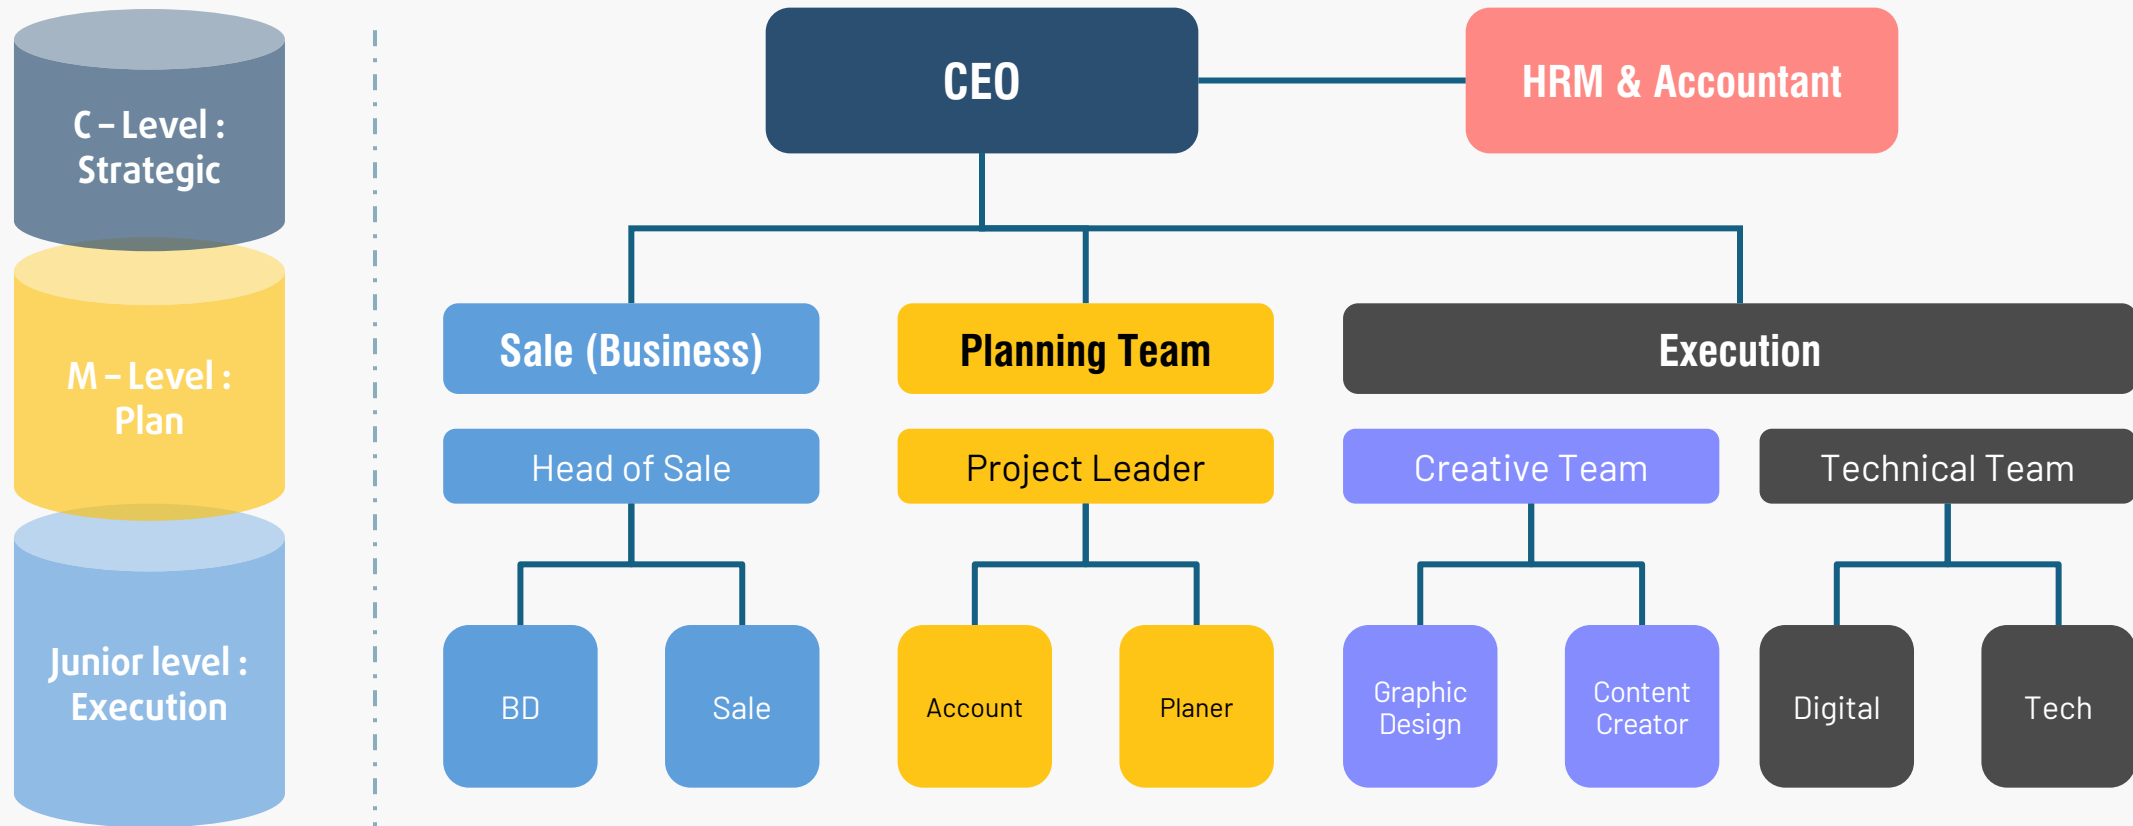 C – Level :
Strategic
M – Level :
Plan
Junior level :
Execution
CEO
HRM & Accountant
Sale (Business)
Planning Team
Execution
Head of Sale
Project Leader
Creative Team
Technical Team
BD
Sale
Account
Planer
Graphic
Design
Content
Creator
Digital
Tech